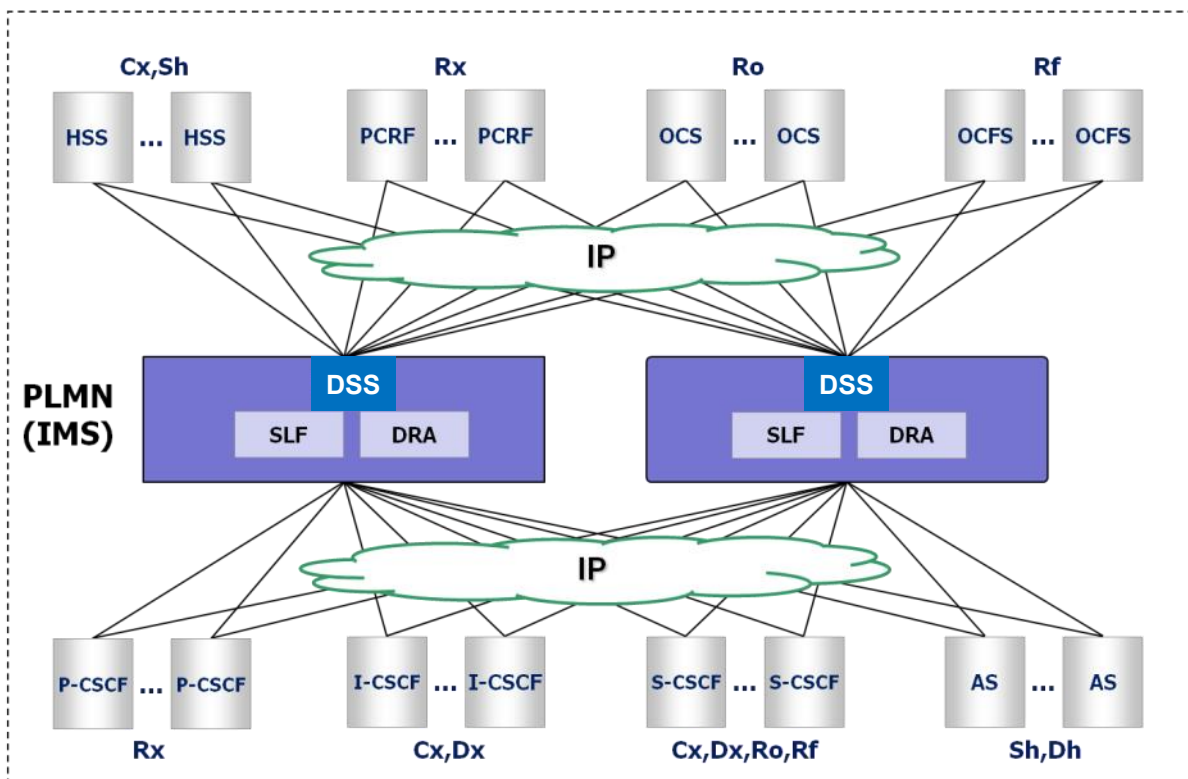 Cx,Sh Rx Ro Rf
HSS ... HSS PCRF ... PCRF OCS ... OCS OCFS ... OCFS
IP
DSS DSS
PLMN
(IMS)
SLF DRA SLF DRA
IP
P-CSCF ... P-CSCF I-CSCF ... I-CSCF S-CSCF ... S-CSCF AS ... AS
Rx Cx,Dx Cx,Dx,Ro,Rf Sh,Dh